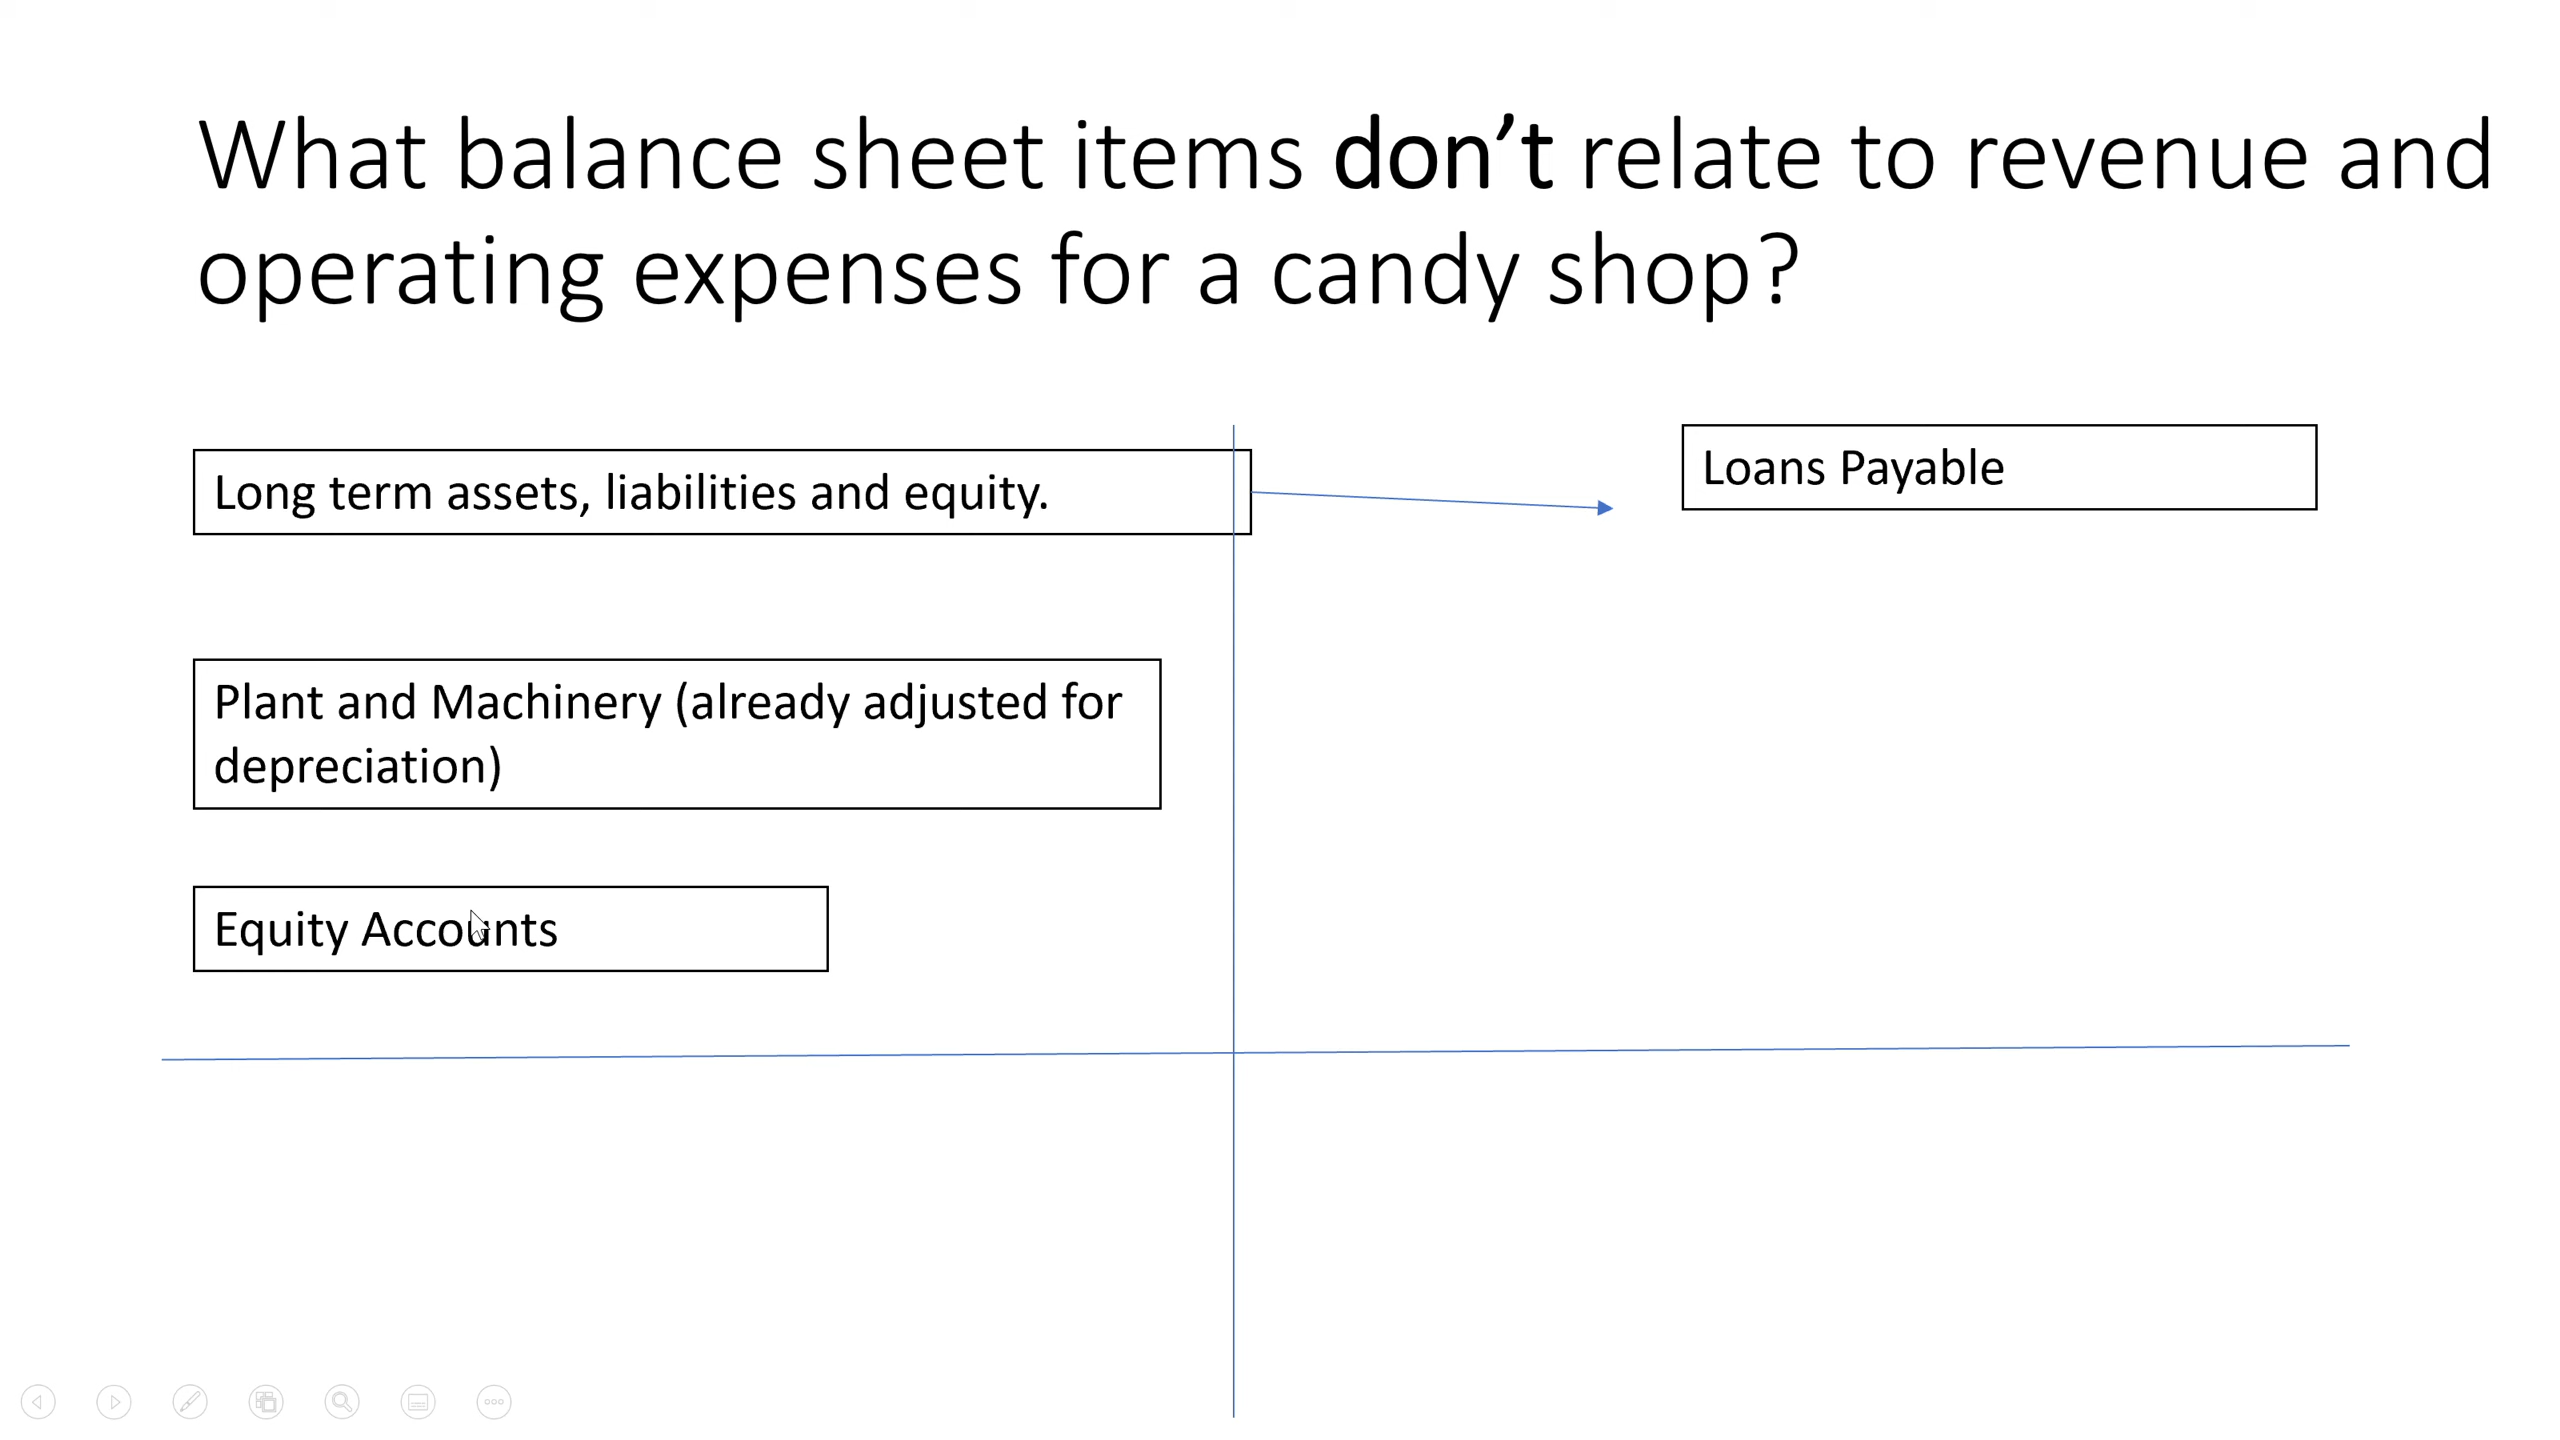 What balance sheet items don’t relate to revenue and
operating expenses for a candy shop?
Long term assets, liabilities and equity.
Loans Payable
Plant and Machinery (already adjusted for
depreciation)
Equity Accounts